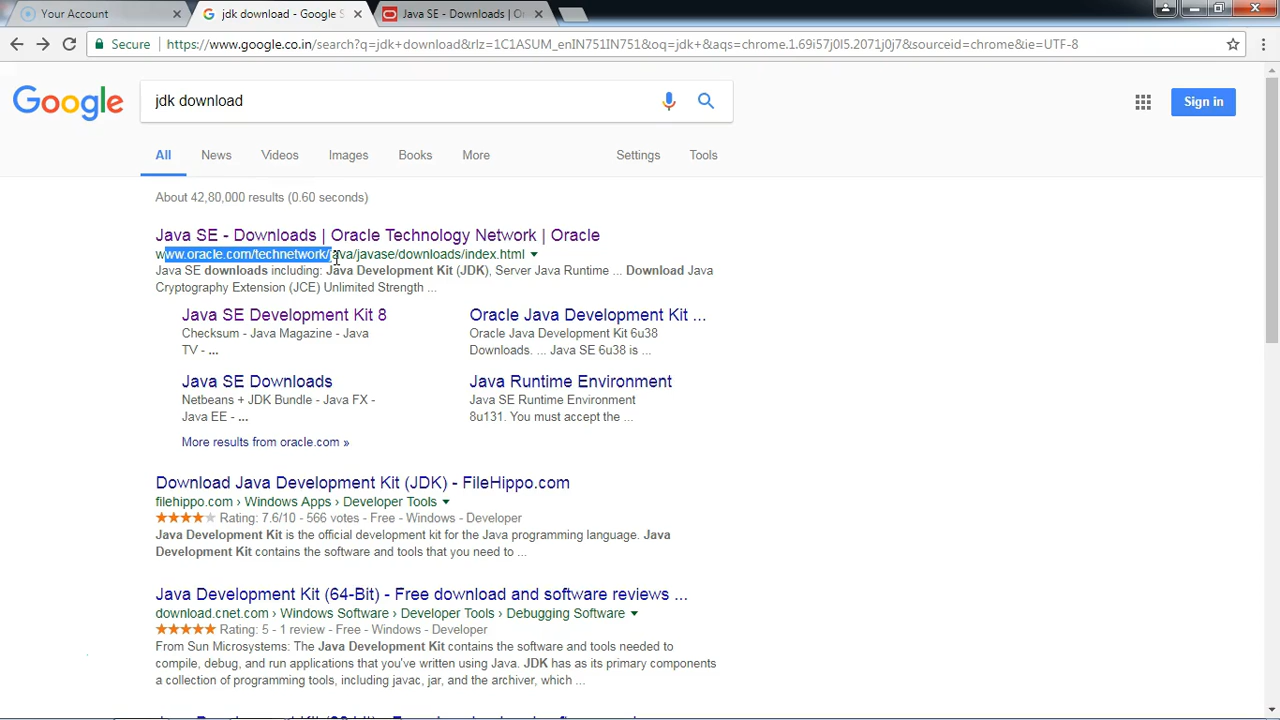 Your Account
jdk download - Google S
Java SE - Downloads | Or
Secure
https://www.google.co.in/search?q=jdk+download&rlz=1C1ASUM_enIN751IN751&oq=jdk+&aqs=chrome.1.69i57j0l5.2071j0j7&sourceid=chrome&ie=UTF-8
Google
jdk download
Sign in
All News Videos Images Books More Settings Tools
About 42,80,000 results (0.60 seconds)
Java SE - Downloads | Oracle Technology Network | Oracle
www.oracle.com/technetwork/java/javase/downloads/index.html
Java SE downloads including: Java Development Kit (JDK), Server Java Runtime ... Download Java
Cryptography Extension (JCE) Unlimited Strength ...
Java SE Development Kit 8
Checksum - Java Magazine - Java
TV - ...
Oracle Java Development Kit ...
Oracle Java Development Kit 6u38
Downloads. ... Java SE 6u38 is ...
Java SE Downloads
Netbeans + JDK Bundle - Java FX -
Java EE - ...
Java Runtime Environment
Java SE Runtime Environment
8u131. You must accept the ...
More results from oracle.com »
Download Java Development Kit (JDK) - FileHippo.com
filehippo.com › Windows Apps › Developer Tools
Rating: 7.6/10 - 566 votes - Free - Windows - Developer
Java Development Kit is the official development kit for the Java programming language. Java
Development Kit contains the software and tools that you need to ...
Java Development Kit (64-Bit) - Free download and software reviews ...
download.cnet.com › Windows Software › Developer Tools › Debugging Software
Rating: 5 - 1 review - Free - Windows - Developer
From Sun Microsystems: The Java Development Kit contains the software and tools needed to
compile, debug, and run applications that you've written using Java. JDK has as its primary components
a collection of programming tools, including javac, jar, and the archiver, which ...